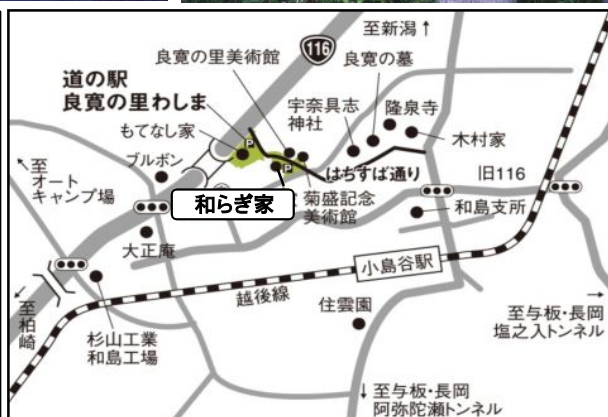 至新潟↑
116
良寛の里美術館
良寛の墓
道の駅
良寛の里わしま
宇奈具志
神社
隆泉寺
もてなし家
P
木村家
至
オート
キャンプ場
ブルボン
P
はちすば通り
旧116
和らぎ家
菊盛記念
美術館
和島支所
大正庵
小島谷駅
越後線
住雲園
至与板・長岡
塩之入トンネル
至柏崎
杉山工業
和島工場
↓至与板・長岡
阿弥陀瀬トンネル